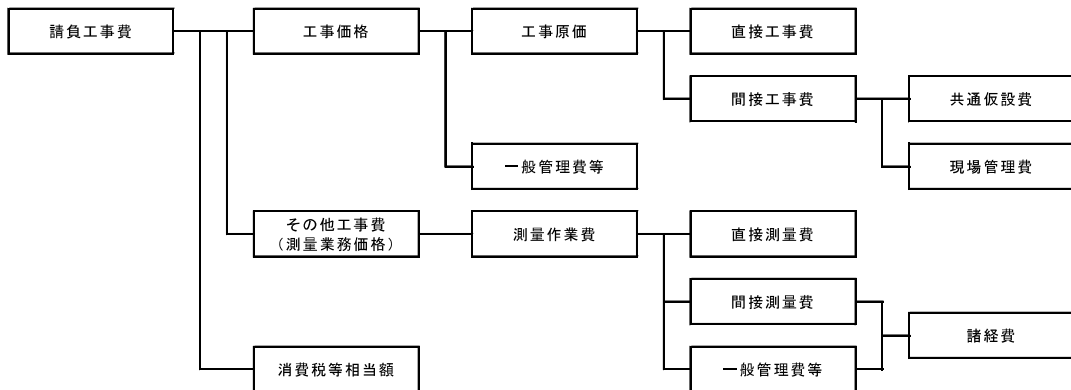 請負工事費
工事価格
工事原価
直接工事費
間接工事費
共通仮設費
現場管理費
一般管理費等
その他工事費
（測量業務価格）
測量作業費
直接測量費
間接測量費
諸経費
一般管理費等
消費税等相当額